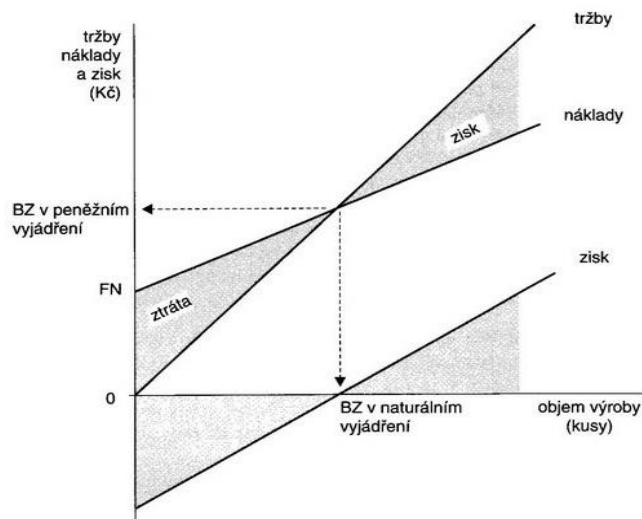 tržby
náklady
a zisk
(Kč)
tržby
náklady
zisk
BZ v peněžním
vyjádření
FN
ztráta
zisk
0
BZ v naturálním
vyjádření
objem výroby
(kusy)